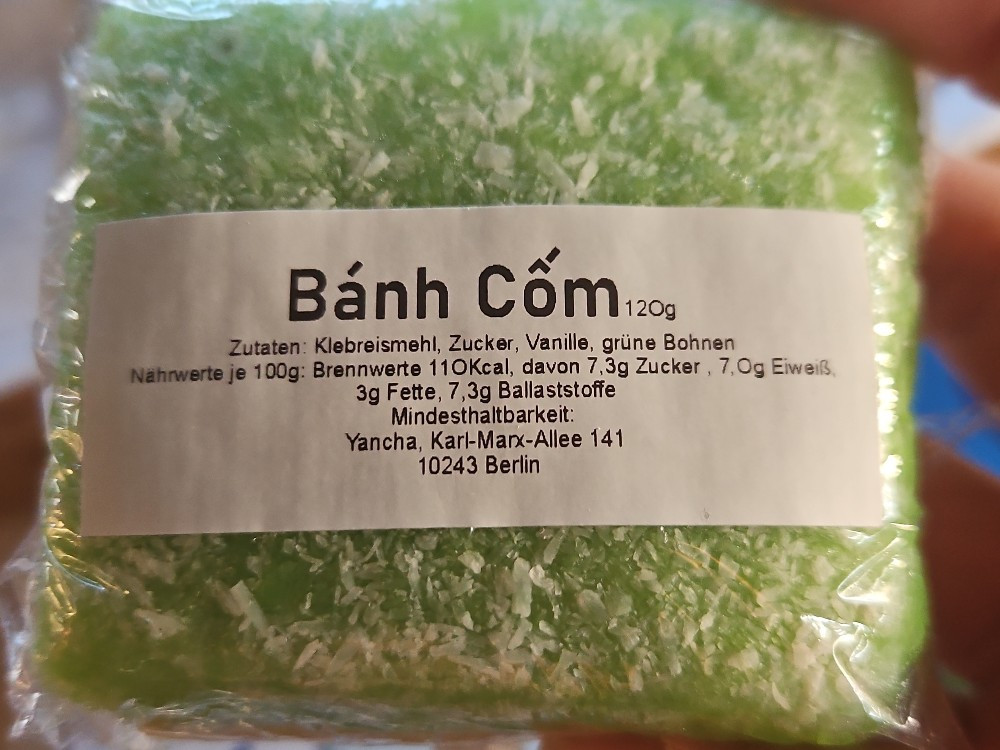 Bánh Cốm 120g
Zutaten: Klebreismehl, Zucker, Vanille, grüne Bohnen
Nährwerte je 100g: Brennwerte 110Kcal, davon 7,3g Zucker , 7,0g Eiweiß,
3g Fette, 7,3g Ballaststoffe
Mindesthaltbarkeit:
Yancha, Karl-Marx-Allee 141
10243 Berlin